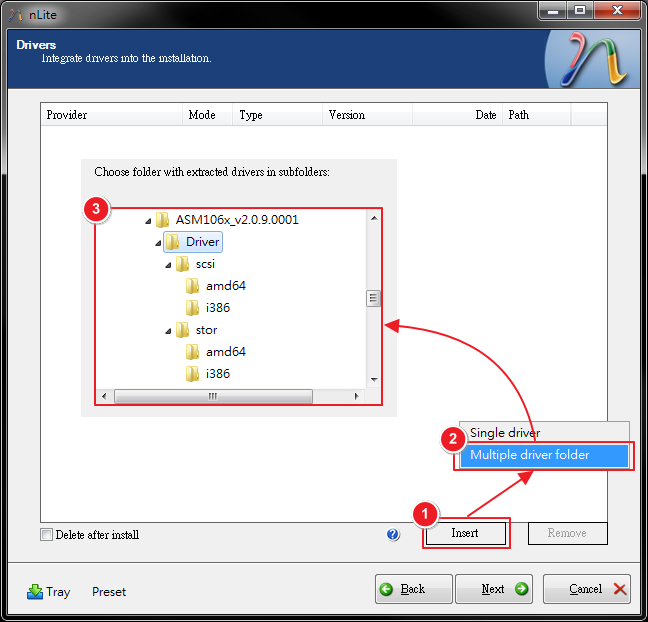 nLite
Drivers
Integrate drivers into the installation.
Provider Mode Type Version Date Path
Choose folder with extracted drivers in subfolders:
3
ASM106x_v2.0.9.0001
Driver
scsi
amd64
i386
stor
amd64
i386
Single driver
2
Multiple driver folder
1
Delete after install ? Insert Remove
Tray Preset Back Next Cancel